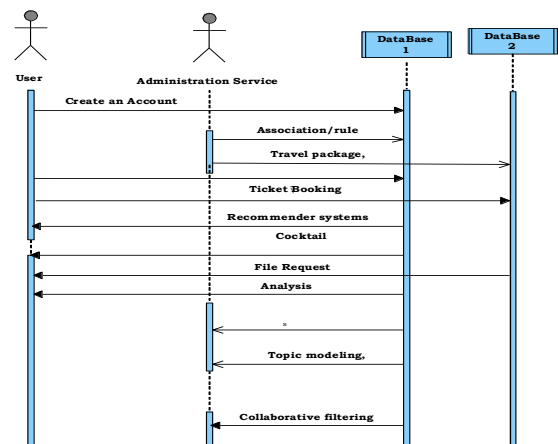 DataBase
1
DataBase
2
User
Administration Service
Create an Account
Association/rule
Travel package,
Ticket Booking
Recommender systems
Cocktail
File Request
Analysis
Topic modeling,
Collaborative filtering